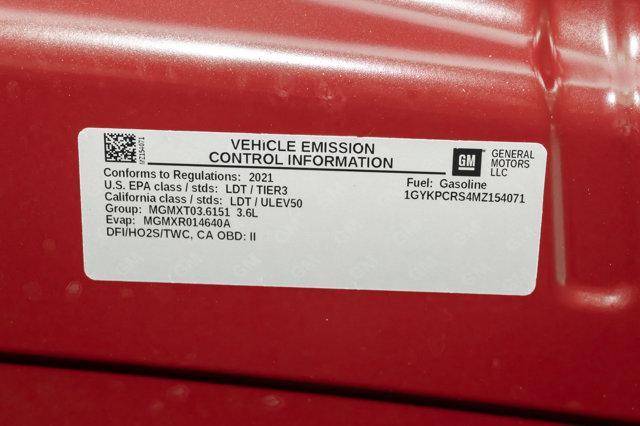 MZ154071
VEHICLE EMISSION
CONTROL INFORMATION
GM
GENERAL
MOTORS
LLC
Conforms to Regulations: 2021
U.S. EPA class / stds: LDT / TIER3
California class / stds: LDT / ULEV50
Group: MGMXT03.6151 3.6L
Evap: MGMXR014640A
DFI/HO2S/TWC, CA OBD: II
Fuel: Gasoline
1GYKPCRS4MZ154071